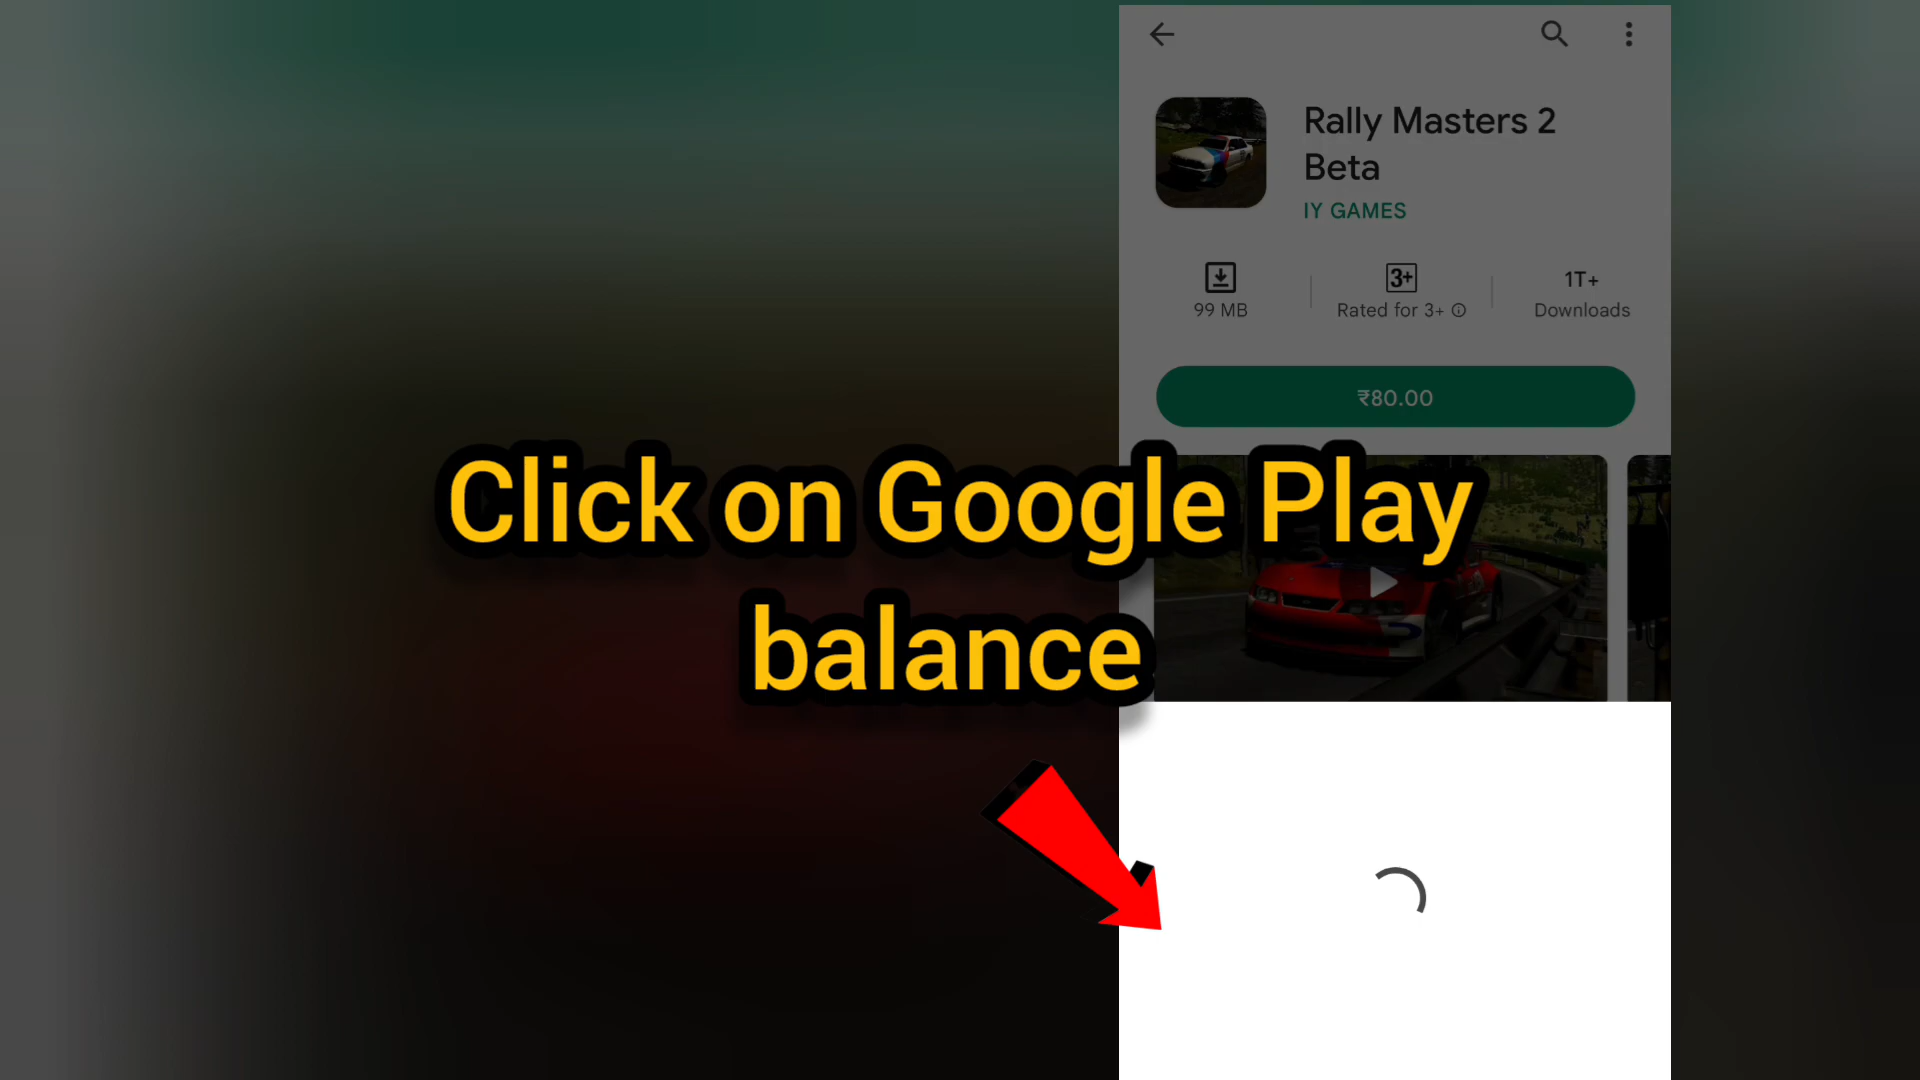 Rally Masters 2
Beta
IY GAMES
3+
1T+
99 MB
Rated for 3+
Downloads
₹80.00
Click on Google Play
balance